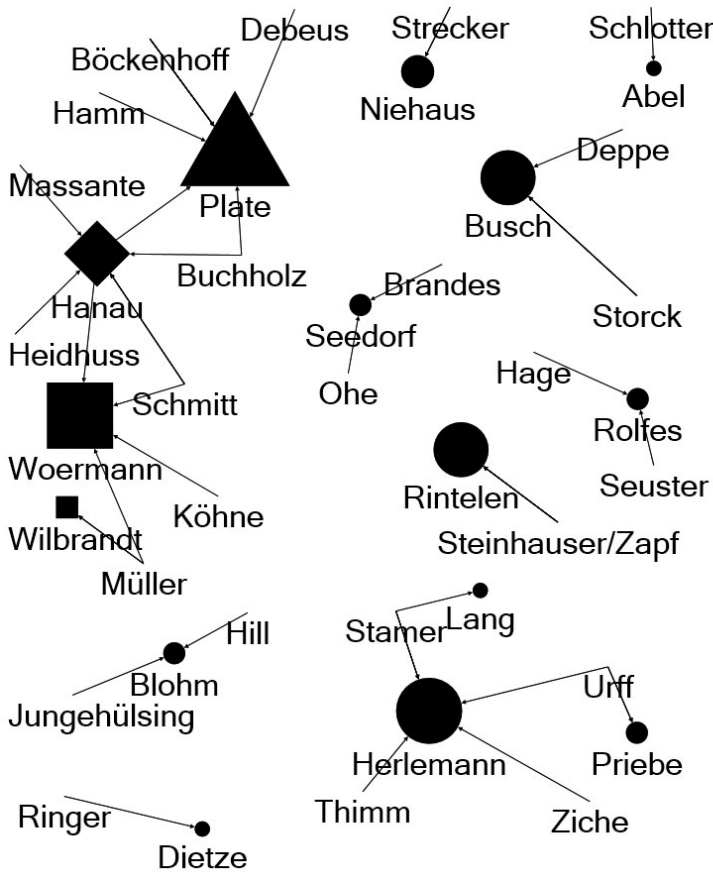 Debeus
Strecker
Schlotter
Böckenhoff
Hamm
Niehaus
Abel
Deppe
Massante
Plate
Busch
Buchholz
Brandes
Hanau
Storck
Seedorf
Heidhuss
Hage
Ohe
Schmitt
Rolfes
Woermann
Seuster
Rintelen
Köhne
Wilbrandt
Steinhauser/Zapf
Müller
Lang
Stamer
Hill
Blohm
Urff
Jungehülsing
Herlemann
Priebe
Thimm
Ringer
Ziche
Dietze